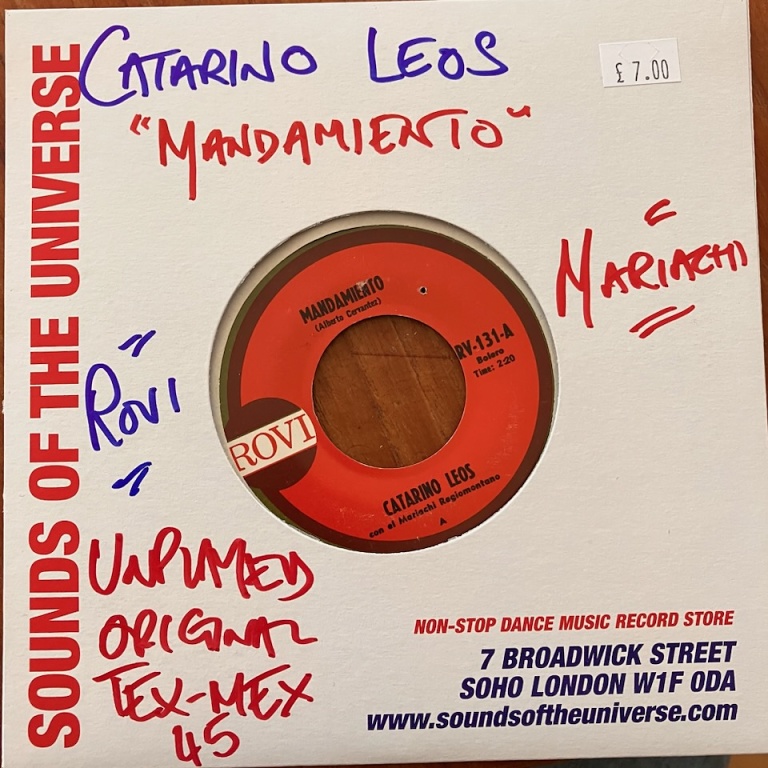 SOUNDS OF THE UNIVERSE
CATARINO LEOS
£ 7.00
"MANDAMIENTO"
MARIACHI
MANDAMIENTO
(Alberto Cervantez)
RV-131-A
Bolero
Time: 2:20
ROVI
CATARINO LEOS
con el Mariachi Regiomontano
A
"ROVI"
UNPLAYED
ORIGINAL
TEX-MEX
45
NON-STOP DANCE MUSIC RECORD STORE
7 BROADWICK STREET
SOHO LONDON W1F 0DA
www.soundsoftheuniverse.com